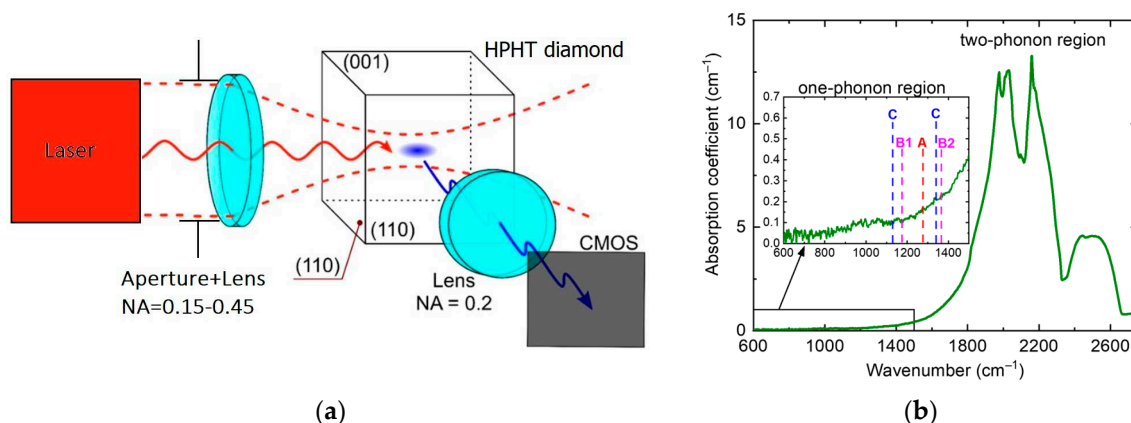 HPHT diamond
(001)
Laser
(110)
(110)
CMOS
Aperture+Lens
NA=0.15-0.45
Lens
NA = 0.2
(a)
Absorption coefficient (cm⁻¹)
15
10
5
0
two-phonon region
one-phonon region
0.7
0.6
0.5
0.4
0.3
0.2
0.1
0.0
C
B1
A
C
B2
600 800 1000 1200 1400
600 1000 1400 1800 2200 2600
Wavenumber (cm⁻¹)
(b)